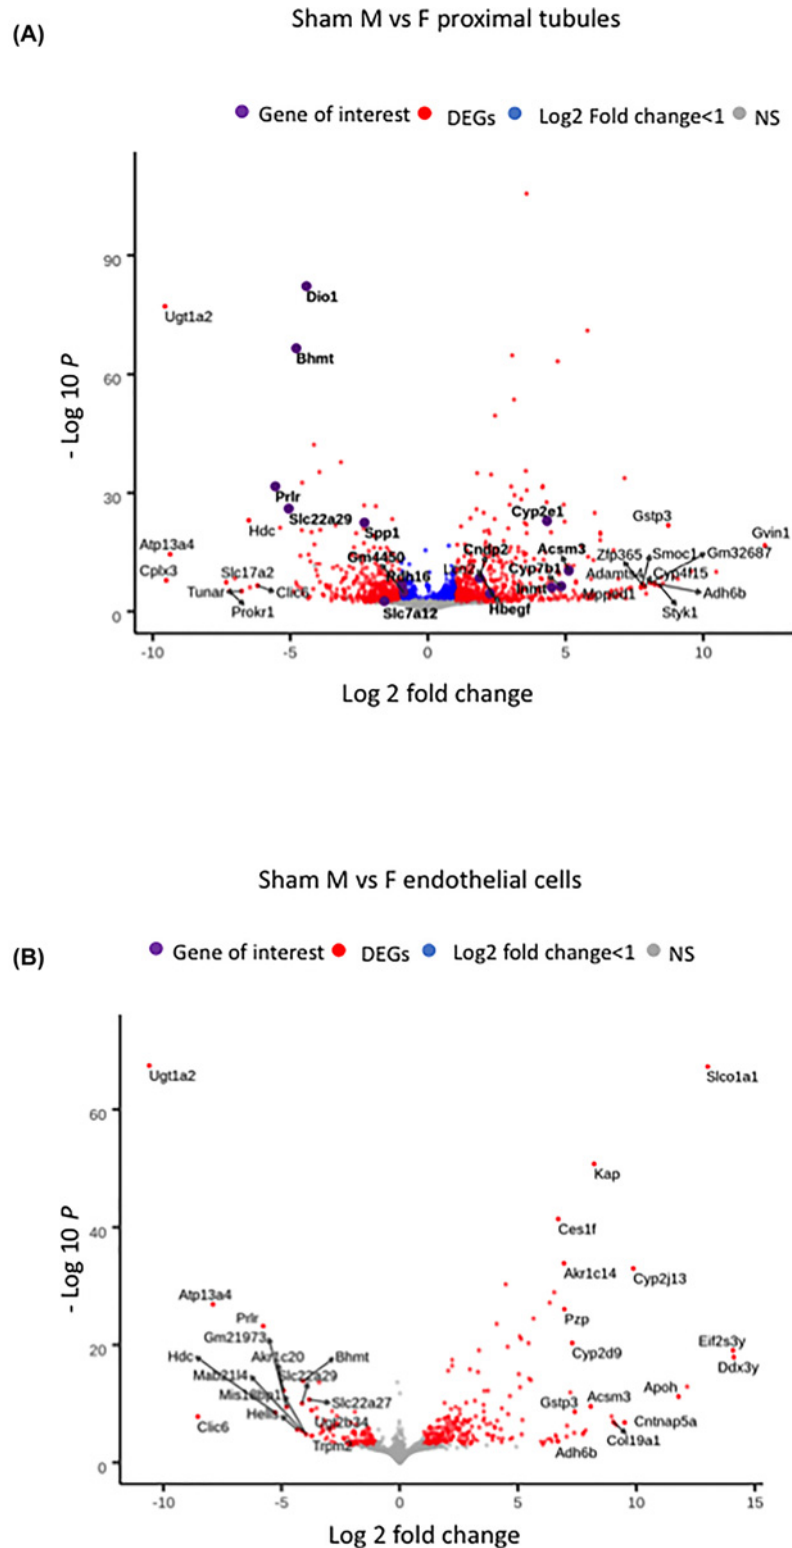 Sham M vs F proximal tubules
(A)
Gene of interest DEGs Log2 Fold change<1 NS
90
60
30
0
- Log 10 P
Dio1
Ugt1a2
Bhmt
Prlr
Slc22a29
Hdc
Spp1
Cyp2e1
Gstp3
Gvin1
Atp13a4
Gm4450
Cndp2
Acsm3
Zfp365
Smoc1
Gm32687
Cplx3
Slc17a2
Rdh16
Cyp7b1
Cyp4f15
Tunar
Clic6
Inmt
Adh6b
Prokr1
Slc7a12
Hbegf
Styk1
-10 -5 0 5 10
Log 2 fold change
Sham M vs F endothelial cells
(B)
Gene of interest DEGs Log2 fold change<1 NS
60
40
20
0
- Log 10 P
Ugt1a2
Slco1a1
Kap
Ces1f
Akr1c14
Cyp2j13
Atp13a4
Pzp
Prlr
Gm21973
Cyp2d9
Eif2s3y
Hdc
Akr1c20
Bhmt
Ddx3y
Mab21l4
Slc22a29
Apoh
Slc22a27
Gstp3
Acsm3
Clic6
Cntnap5a
Trpm2
Adh6b
Col19a1
-10 -5 0 5 10 15
Log 2 fold change